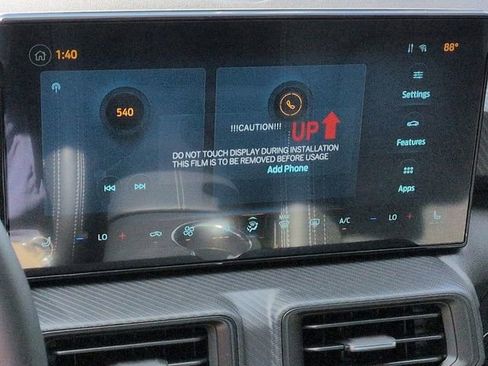 1:40
88°
540
Settings
!!!CAUTION!!!
UP
Features
DO NOT TOUCH DISPLAY DURING INSTALLATION
THIS FILM IS TO BE REMOVED BEFORE USAGE
Add Phone
Apps
- LO +
MAX
A/C
- LO +